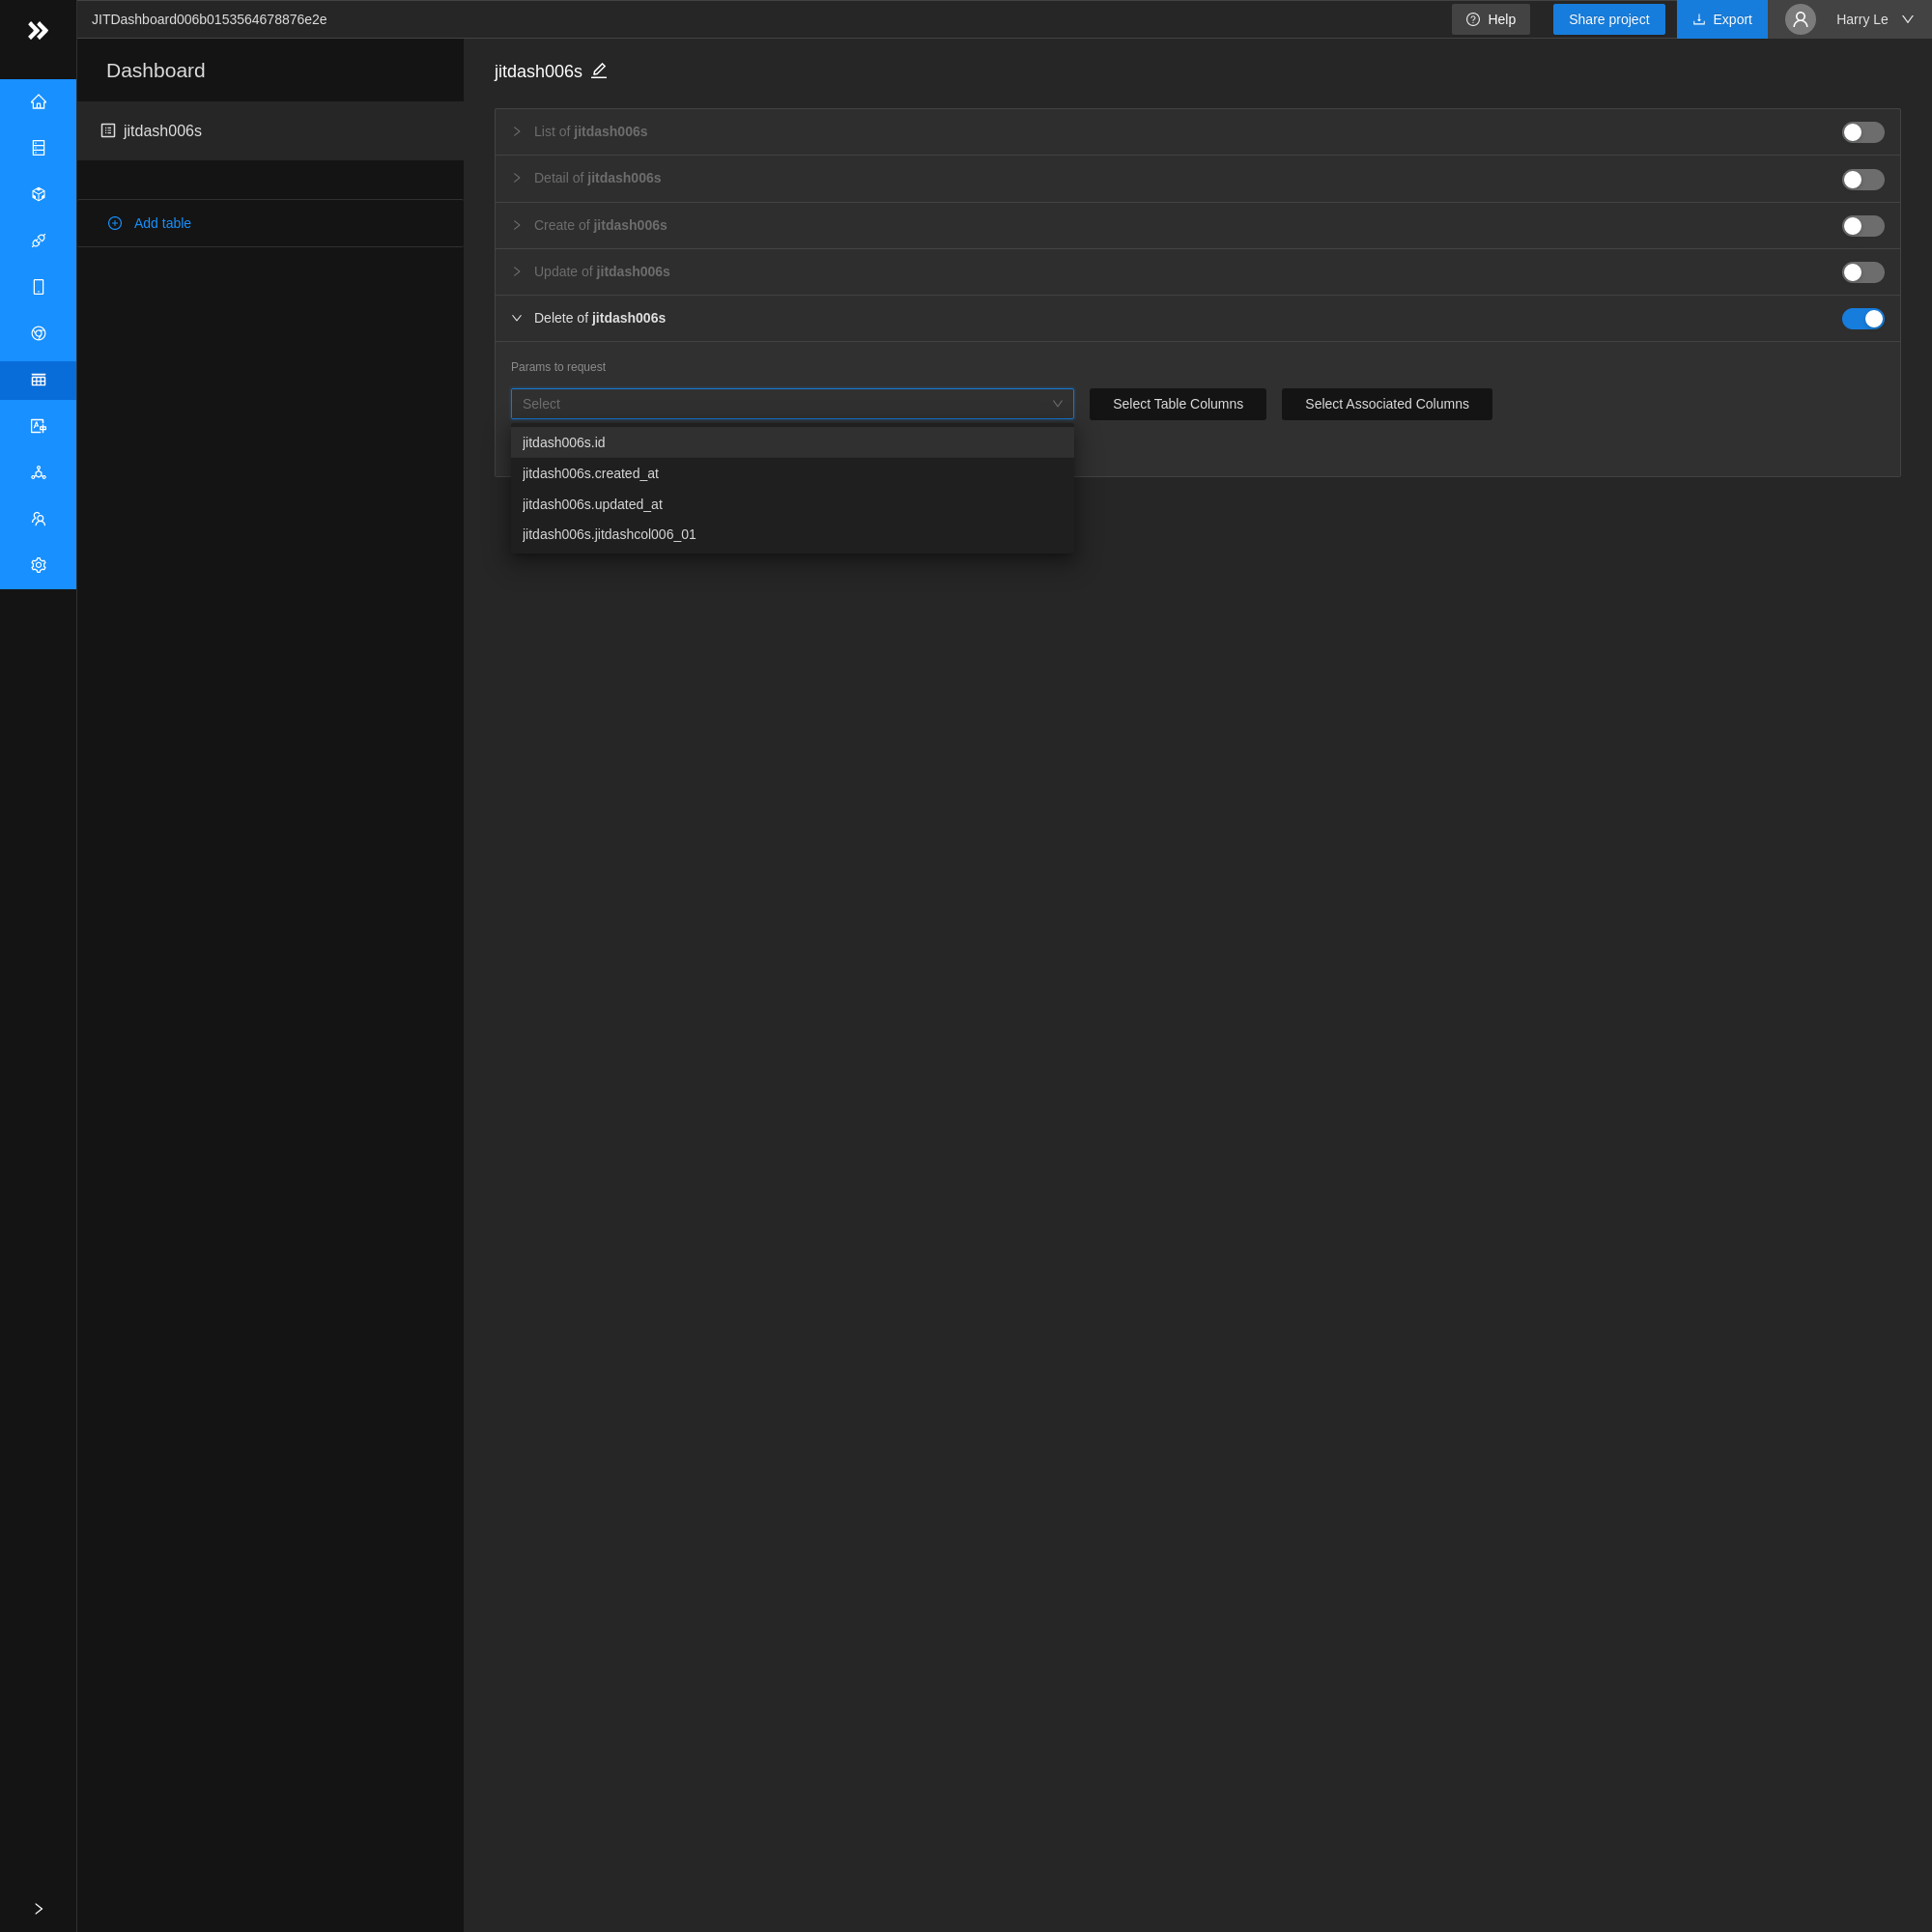 JITDashboard006b0153564678876e2e
Help
Share project
Export
Harry Le
Dashboard
jitdash006s
Add table
jitdash006s
List of jitdash006s
Detail of jitdash006s
Create of jitdash006s
Update of jitdash006s
Delete of jitdash006s
Params to request
Select
Select Table Columns
Select Associated Columns
jitdash006s.id
jitdash006s.created_at
jitdash006s.updated_at
jitdash006s.jitdashcol006_01